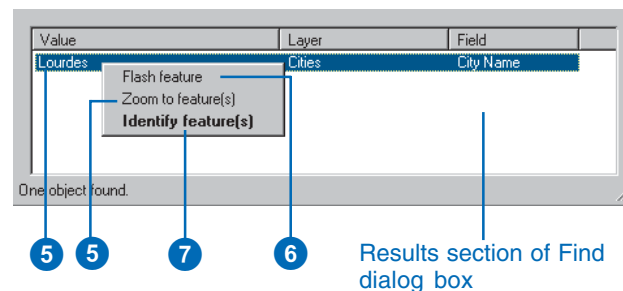 Value Layer Field
Lourdes Cities City Name
Flash feature
Zoom to feature(s)
Identify feature(s)
One object found.
5 5 7 6
Results section of Find
dialog box